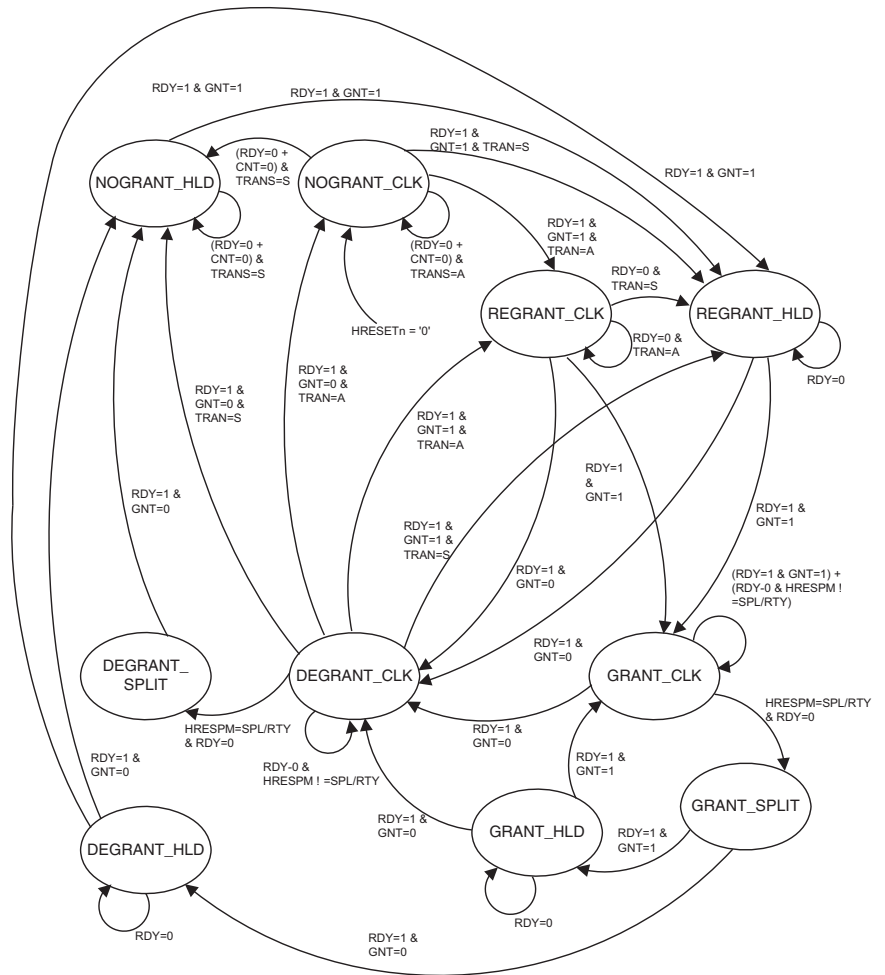 RDY=1 & GNT=1
RDY=1 & GNT=1
RDY=1 &
GNT=1 & TRAN=S
RDY=1 & GNT=1
(RDY=0 +
CNT=0) &
TRANS=S
NOGRANT_HLD
NOGRANT_CLK
(RDY=0 +
CNT=0) &
TRANS=S
(RDY=0 +
CNT=0) &
TRANS=A
RDY=1 &
GNT=1 &
TRAN=A
RDY=0 &
TRAN=S
REGRANT_CLK
REGRANT_HLD
HRESETn = '0'
RDY=0 &
TRAN=A
RDY=0
RDY=1 &
GNT=0 &
TRAN=S
RDY=1 &
GNT=0 &
TRAN=A
RDY=1 &
GNT=1 &
TRAN=A
RDY=1
&
GNT=1
RDY=1 &
GNT=0
RDY=1 &
GNT=1 &
TRAN=S
RDY=1 &
GNT=1
RDY=1 &
GNT=0
(RDY=1 & GNT=1) +
(RDY-0 & HRESPM !
=SPL/RTY)
RDY=1 &
GNT=0
DEGRANT_
SPLIT
DEGRANT_CLK
GRANT_CLK
HRESPM=SPL/RTY
& RDY=0
RDY=1 &
GNT=0
HRESPM=SPL/RTY
& RDY=0
RDY-0 &
HRESPM ! =SPL/RTY
RDY=1 &
GNT=1
RDY=1 &
GNT=0
RDY=1 &
GNT=0
GRANT_HLD
RDY=1 &
GNT=1
GRANT_SPLIT
DEGRANT_HLD
RDY=0
RDY=0
RDY=1 &
GNT=0